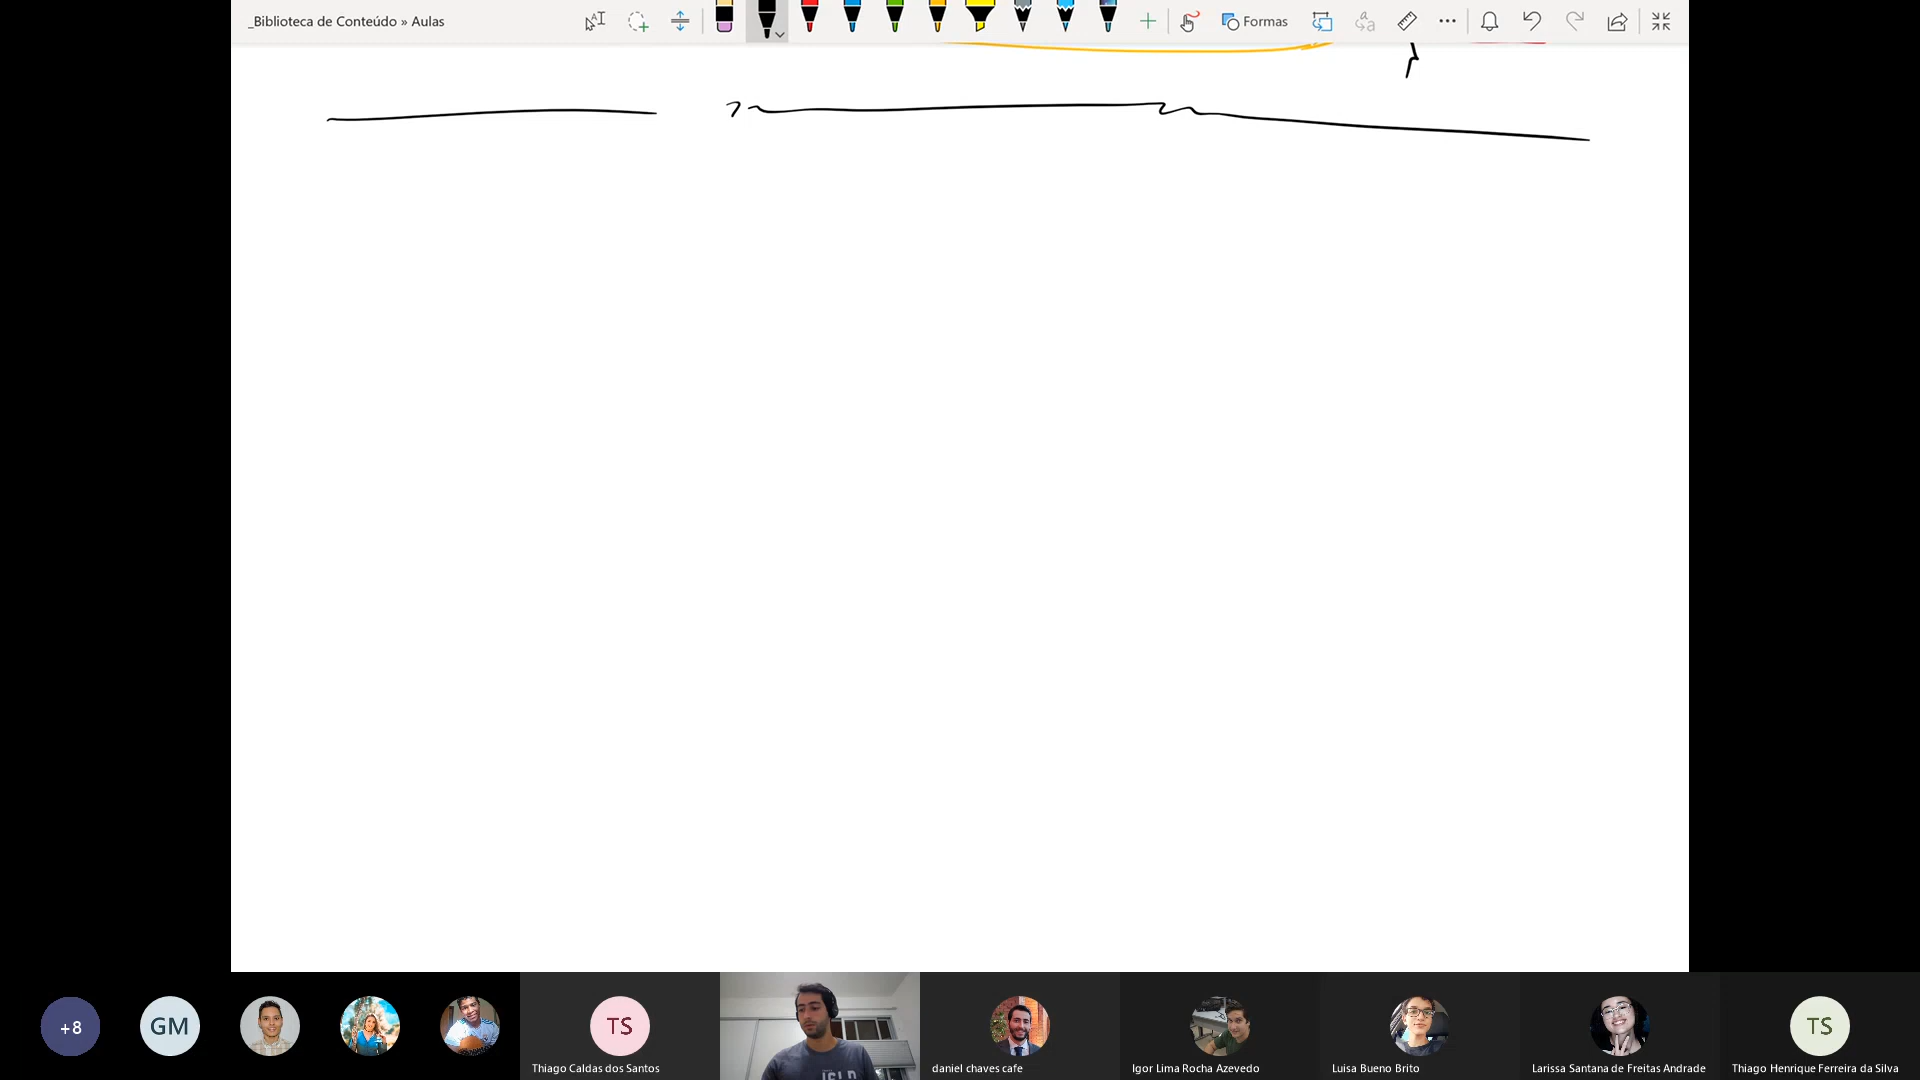 _Biblioteca de Conteúdo » Aulas
Formas
+8
GM
TS
TS
Thiago Caldas dos Santos
daniel chaves cafe
Igor Lima Rocha Azevedo
Luisa Bueno Brito
Larissa Santana de Freitas Andrade
Thiago Henrique Ferreira da Silva